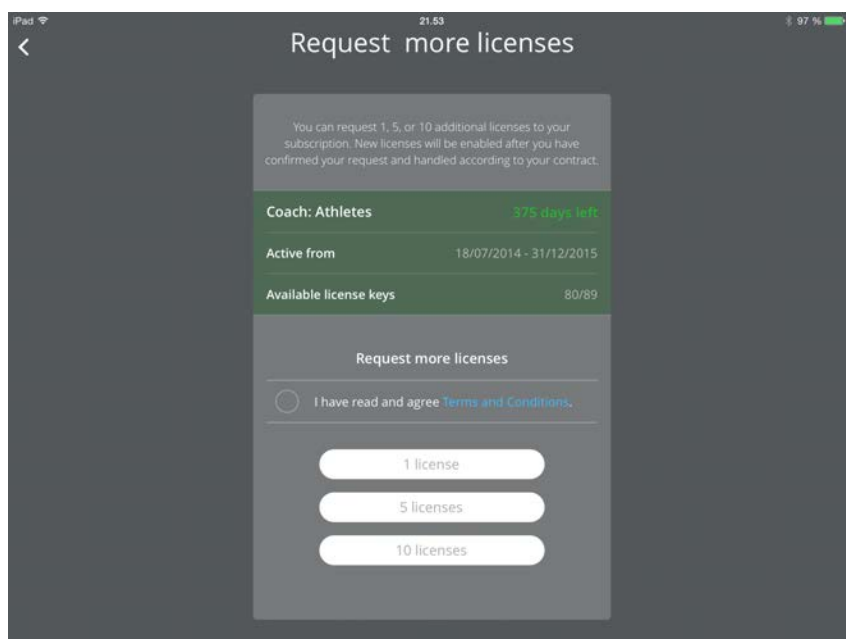 iPad 21.53 97 %
Request more licenses
You can request 1, 5, or 10 additional licenses to your
subscription. New licenses will be enabled after you have
confirmed your request and handled according to your contract.
Coach: Athletes 375 days left
Active from 18/07/2014 - 31/12/2015
Available license keys 80/89
Request more licenses
I have read and agree Terms and Conditions.
1 license
5 licenses
10 licenses